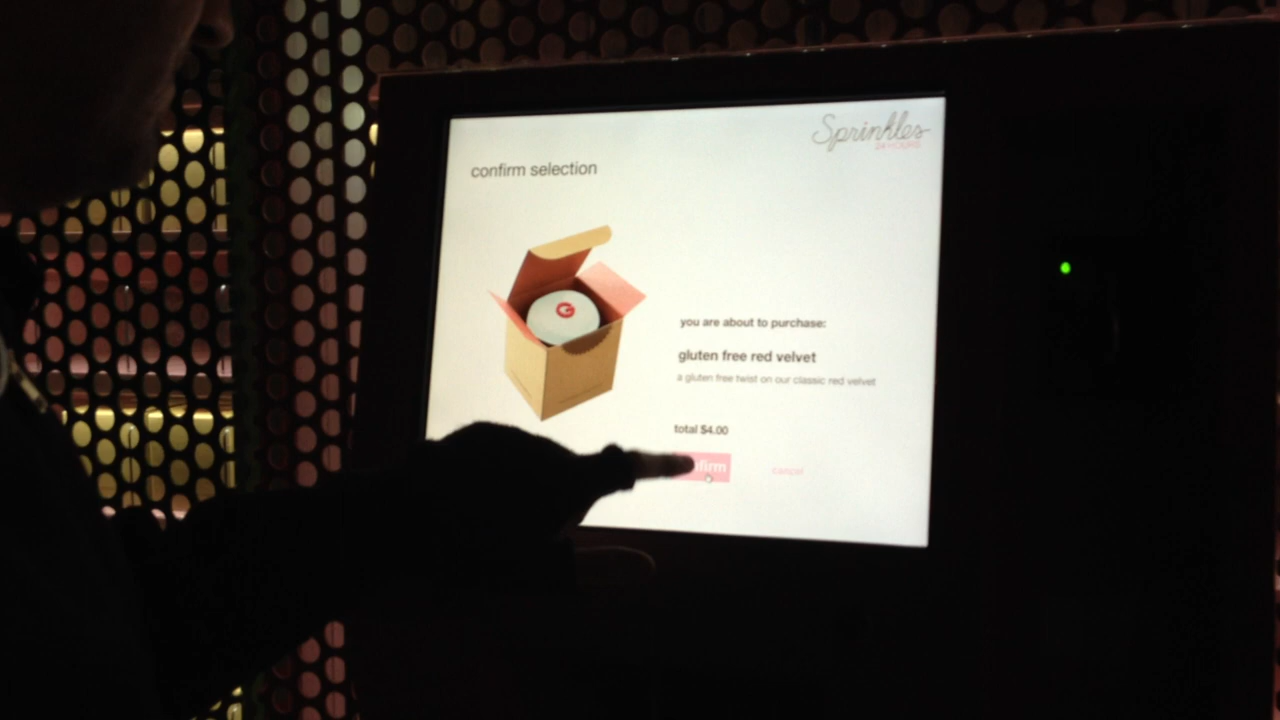 Sprinkles
24 HOURS
confirm selection
G
you are about to purchase:
gluten free red velvet
a gluten free twist on our classic red velvet
total $4.00
firm
cancel